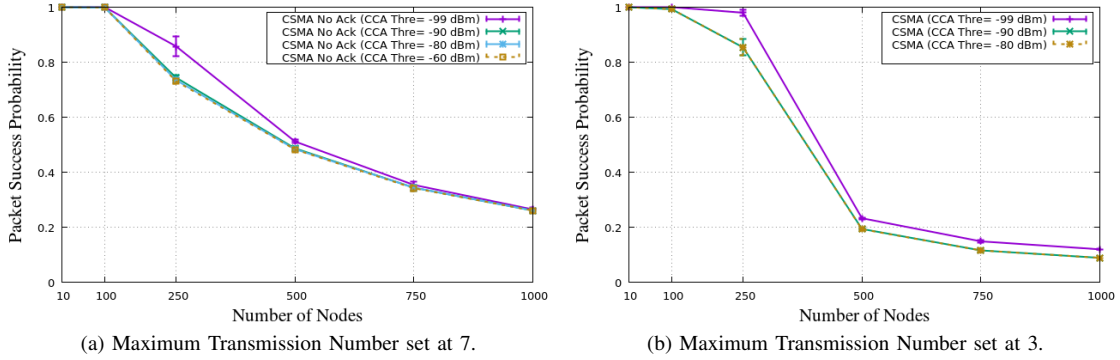 CSMA No Ack (CCA Thre= -99 dBm)
CSMA No Ack (CCA Thre= -90 dBm)
CSMA No Ack (CCA Thre= -80 dBm)
CSMA No Ack (CCA Thre= -60 dBm)
Packet Success Probability
1
0.8
0.6
0.4
0.2
0
10 100 250 500 750 1000
Number of Nodes
(a) Maximum Transmission Number set at 7.
CSMA (CCA Thre= -99 dBm)
CSMA (CCA Thre= -90 dBm)
CSMA (CCA Thre= -80 dBm)
Packet Success Probability
1
0.8
0.6
0.4
0.2
0
10 100 250 500 750 1000
Number of Nodes
(b) Maximum Transmission Number set at 3.